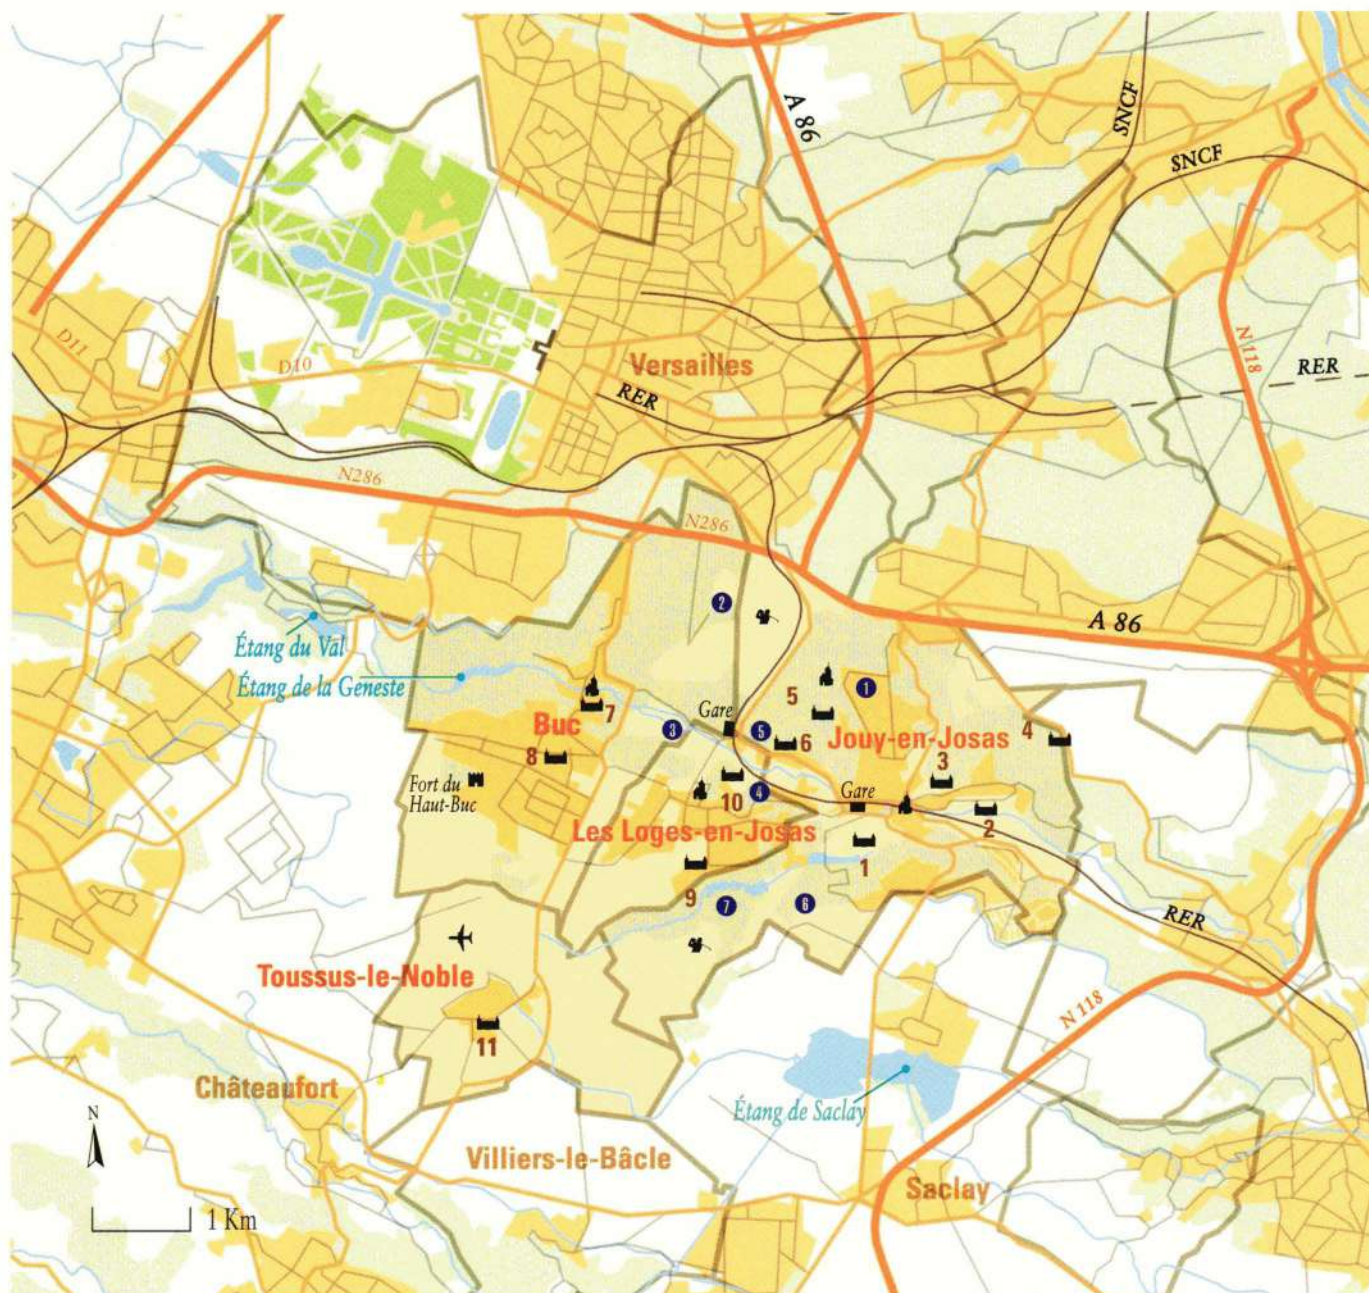 A 86
SNCF
SNCF
D11
D10
Versailles
RER
N118
RER
N286
N286
A 86
Étang du Val
Étang de la Geneste
2
1
5
7
Buc
3
Gare
5
6
Jouy-en-Josas
4
8
3
Fort du
Haut-Buc
10
4
Gare
2
Les Loges-en-Josas
1
9
7
6
RER
Toussus-le-Noble
N 118
11
Châteaufort
Étang de Saclay
N
Villiers-le-Bâcle
Saclay
1 Km